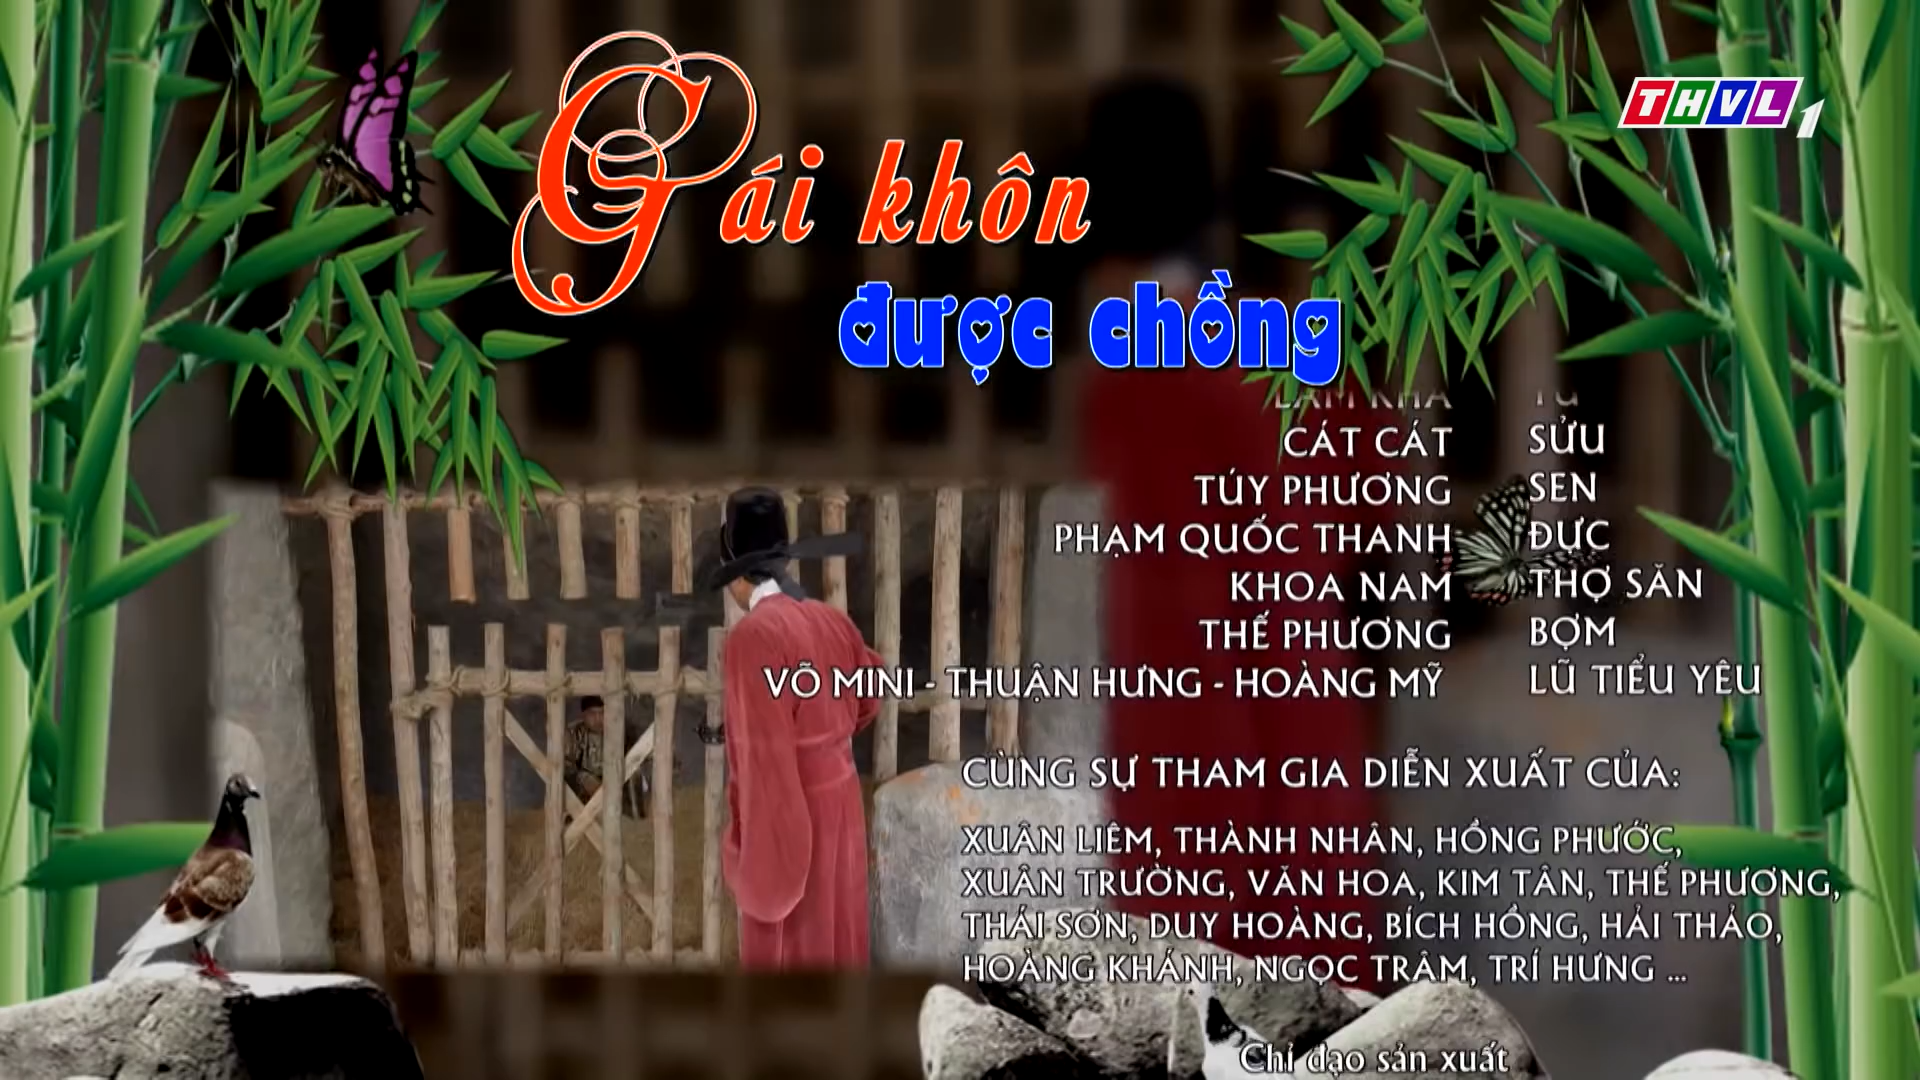 Gái khôn
THVL 1
được chồng
CÁT CÁT SỬU
TÚY PHƯƠNG SEN
PHẠM QUỐC THANH ĐỰC
KHOA NAM THỢ SĂN
THẾ PHƯƠNG BỢM
VÕ MINI - THUẬN HƯNG - HOÀNG MỸ LŨ TIỂU YÊU
CÙNG SỰ THAM GIA DIỄN XUẤT CỦA:
XUÂN LIÊM, THÀNH NHÂN, HỒNG PHƯỚC,
XUÂN TRƯỜNG, VĂN HOA, KIM TÂN, THẾ PHƯƠNG,
THÁI SƠN, DUY HOÀNG, BÍCH HỒNG, HẢI THẢO,
HOÀNG KHÁNH, NGỌC TRÂM, TRÍ HƯNG ...
Chỉ đạo sản xuất